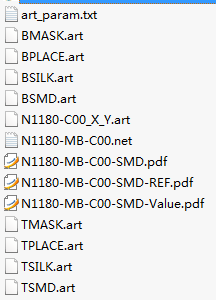 art_param.txt
BMASK.art
BPLACE.art
BSILK.art
BSMD.art
N1180-C00_X_Y.art
N1180-MB-C00.net
N1180-MB-C00-SMD.pdf
N1180-MB-C00-SMD-REF.pdf
N1180-MB-C00-SMD-Value.pdf
TMASK.art
TPLACE.art
TSILK.art
TSMD.art